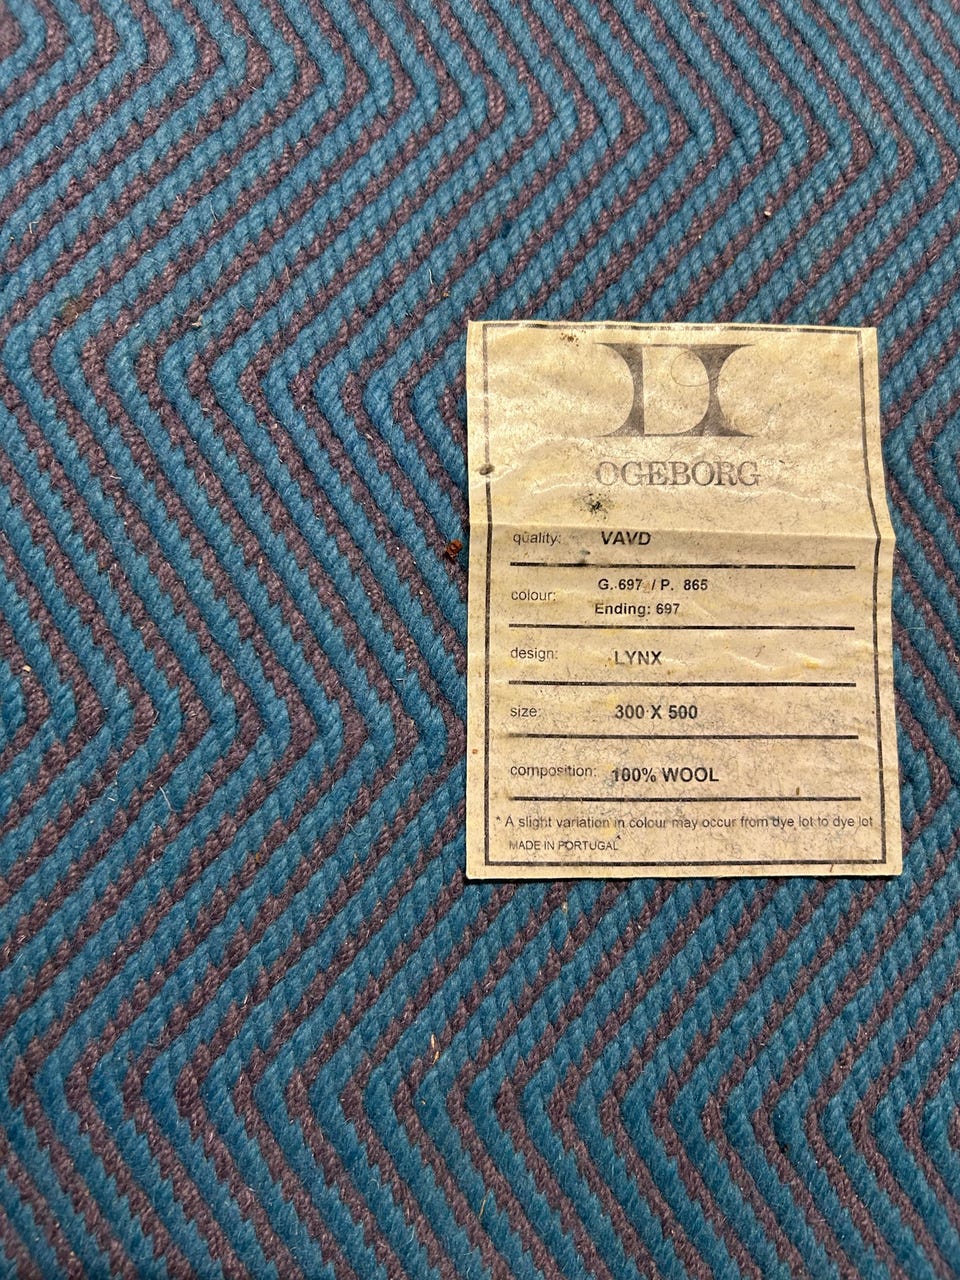 OGEBORG
quality: VAVD
colour: G. 697 / P. 865
Ending: 697
design: LYNX
size: 300 X 500
composition: 100% WOOL
* A slight variation in colour may occur from dye lot to dye lot
MADE IN PORTUGAL